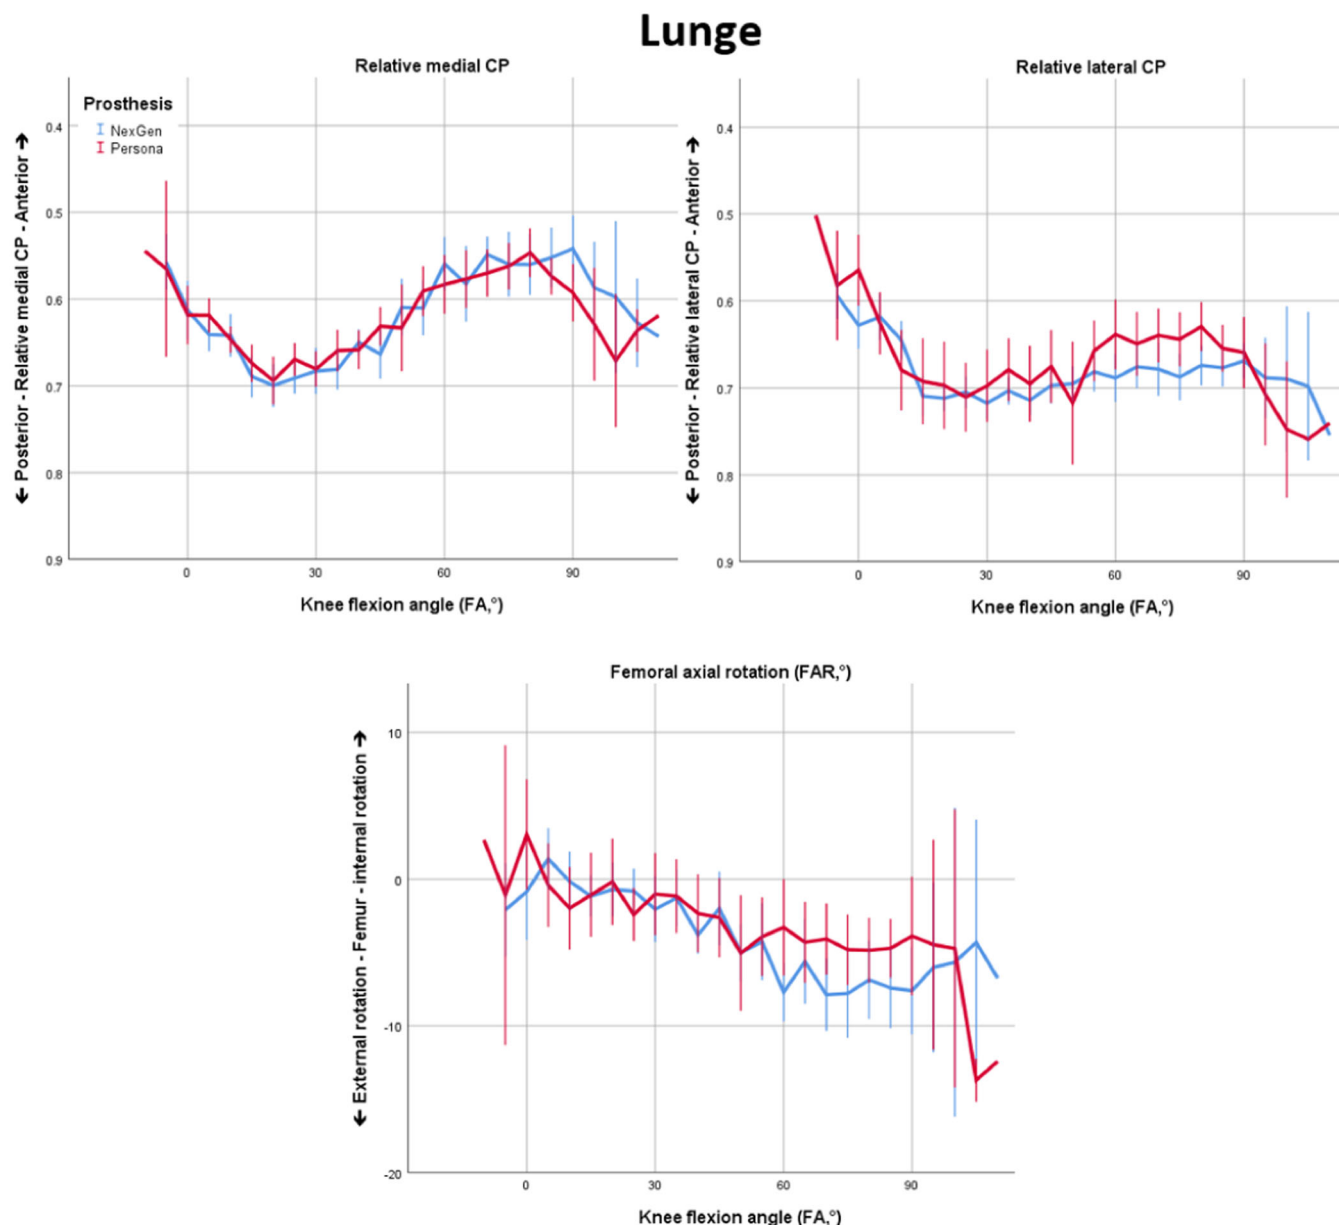 Lunge
Relative medial CP
Prosthesis
NexGen
Persona
← Posterior - Relative medial CP - Anterior →
0.4
0.5
0.6
0.7
0.8
0.9
0 30 60 90
Knee flexion angle (FA,°)
Relative lateral CP
← Posterior - Relative lateral CP - Anterior →
0.4
0.5
0.6
0.7
0.8
0.9
0 30 60 90
Knee flexion angle (FA,°)
Femoral axial rotation (FAR,°)
← External rotation - Femur - internal rotation →
10
0
-10
-20
0 30 60 90
Knee flexion angle (FA,°)